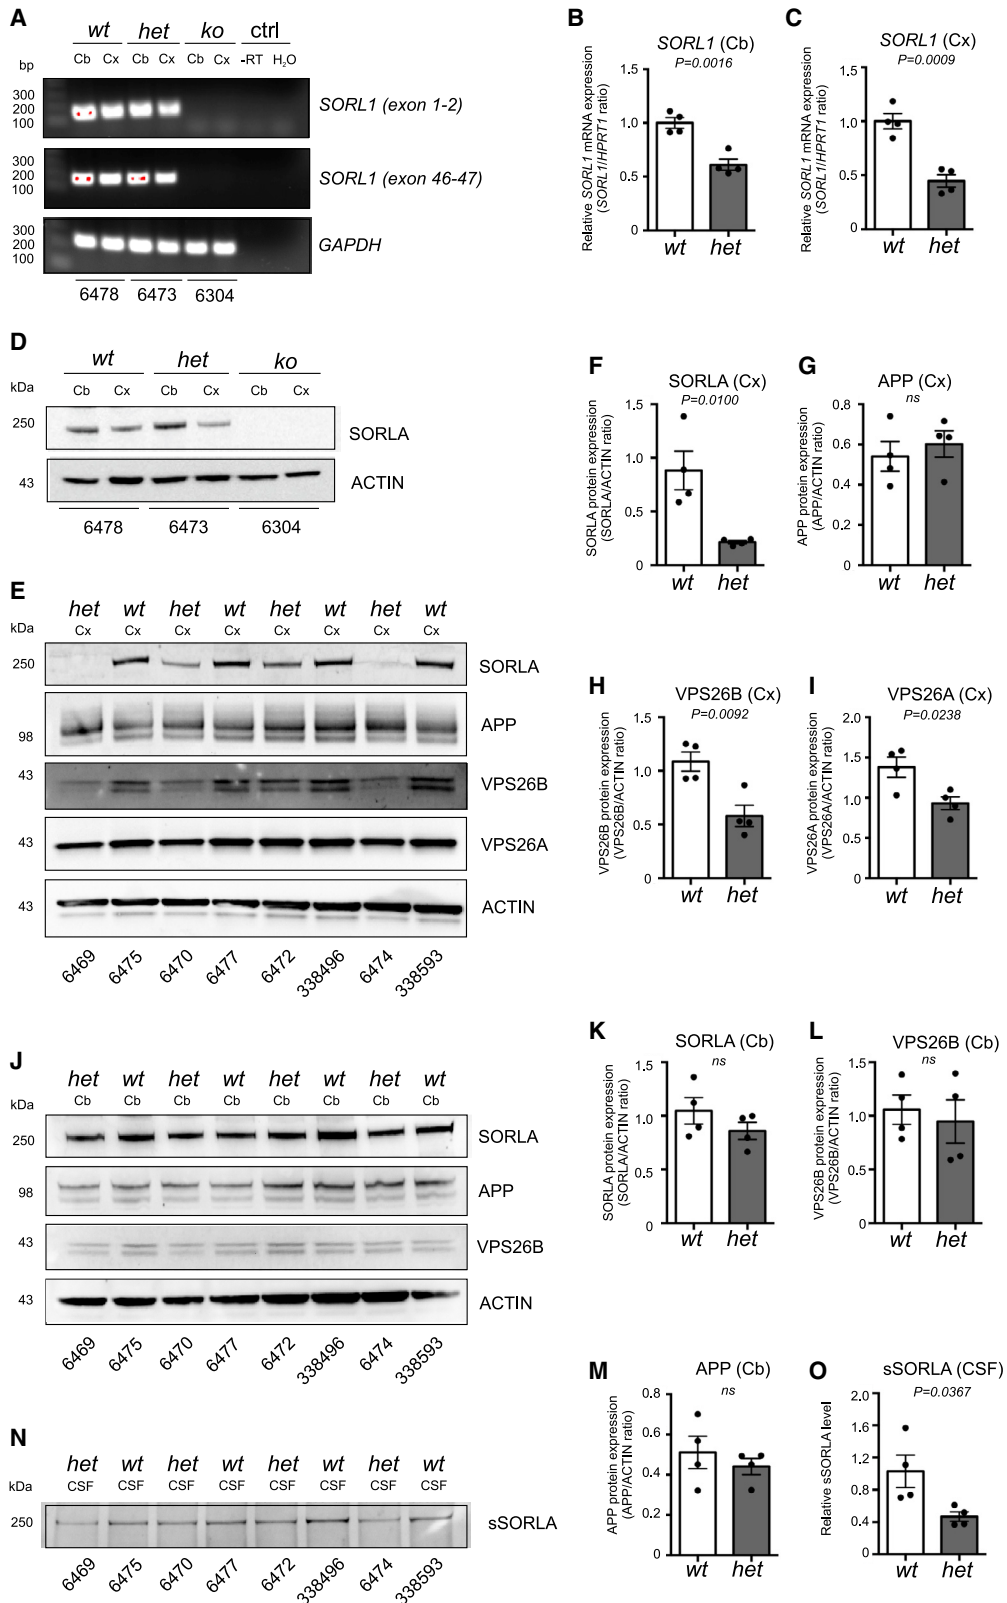 A
wt het ko ctrl
Cb Cx Cb Cx Cb Cx -RT H₂O
bp
300
200
100
SORL1 (exon 1-2)
300
200
100
SORL1 (exon 46-47)
300
200
100
GAPDH
6478 6473 6304
B
SORL1 (Cb)
P=0.0016
Relative SORL1 mRNA expression
(SORL1/HPRT1 ratio)
1.5
1.0
0.5
0
wt het
C
SORL1 (Cx)
P=0.0009
Relative SORL1 mRNA expression
(SORL1/HPRT1 ratio)
1.5
1.0
0.5
0
wt het
D
wt het ko
kDa
Cb Cx Cb Cx Cb Cx
250
SORLA
43
ACTIN
6478 6473 6304
E
het wt het wt het wt het wt
kDa
Cx Cx Cx Cx Cx Cx Cx Cx
250
SORLA
98
APP
43
VPS26B
43
VPS26A
43
ACTIN
6469 6475 6470 6477 6472 338496 6474 338593
F
SORLA (Cx)
P=0.0100
SORLA protein expression
(SORLA/ACTIN ratio)
1.5
1.0
0.5
0
wt het
G
APP (Cx)
ns
APP protein expression
(APP/ACTIN ratio)
0.8
0.6
0.4
0.2
0
wt het
H
VPS26B (Cx)
P=0.0092
VPS26B protein expression
(VPS26B/ACTIN ratio)
1.5
1.0
0.5
0
wt het
I
VPS26A (Cx)
P=0.0238
VPS26A protein expression
(VPS26A/ACTIN ratio)
2.0
1.5
1.0
0.5
0
wt het
J
het wt het wt het wt het wt
kDa
Cb Cb Cb Cb Cb Cb Cb Cb
250
SORLA
98
APP
43
VPS26B
43
ACTIN
6469 6475 6470 6477 6472 338496 6474 338593
K
SORLA (Cb)
ns
SORLA protein expression
(SORLA/ACTIN ratio)
1.5
1.0
0.5
0
wt het
L
VPS26B (Cb)
ns
VPS26B protein expression
(VPS26B/ACTIN ratio)
1.5
1.0
0.5
0
wt het
M
APP (Cb)
ns
APP protein expression
(APP/ACTIN ratio)
0.8
0.6
0.4
0.2
0
wt het
N
het wt het wt het wt het wt
kDa
CSF CSF CSF CSF CSF CSF CSF CSF
250
sSORLA
6469 6475 6470 6477 6472 338496 6474 338593
O
sSORLA (CSF)
P=0.0367
Relative sSORLA level
2.0
1.6
1.2
0.8
0.4
0
wt het